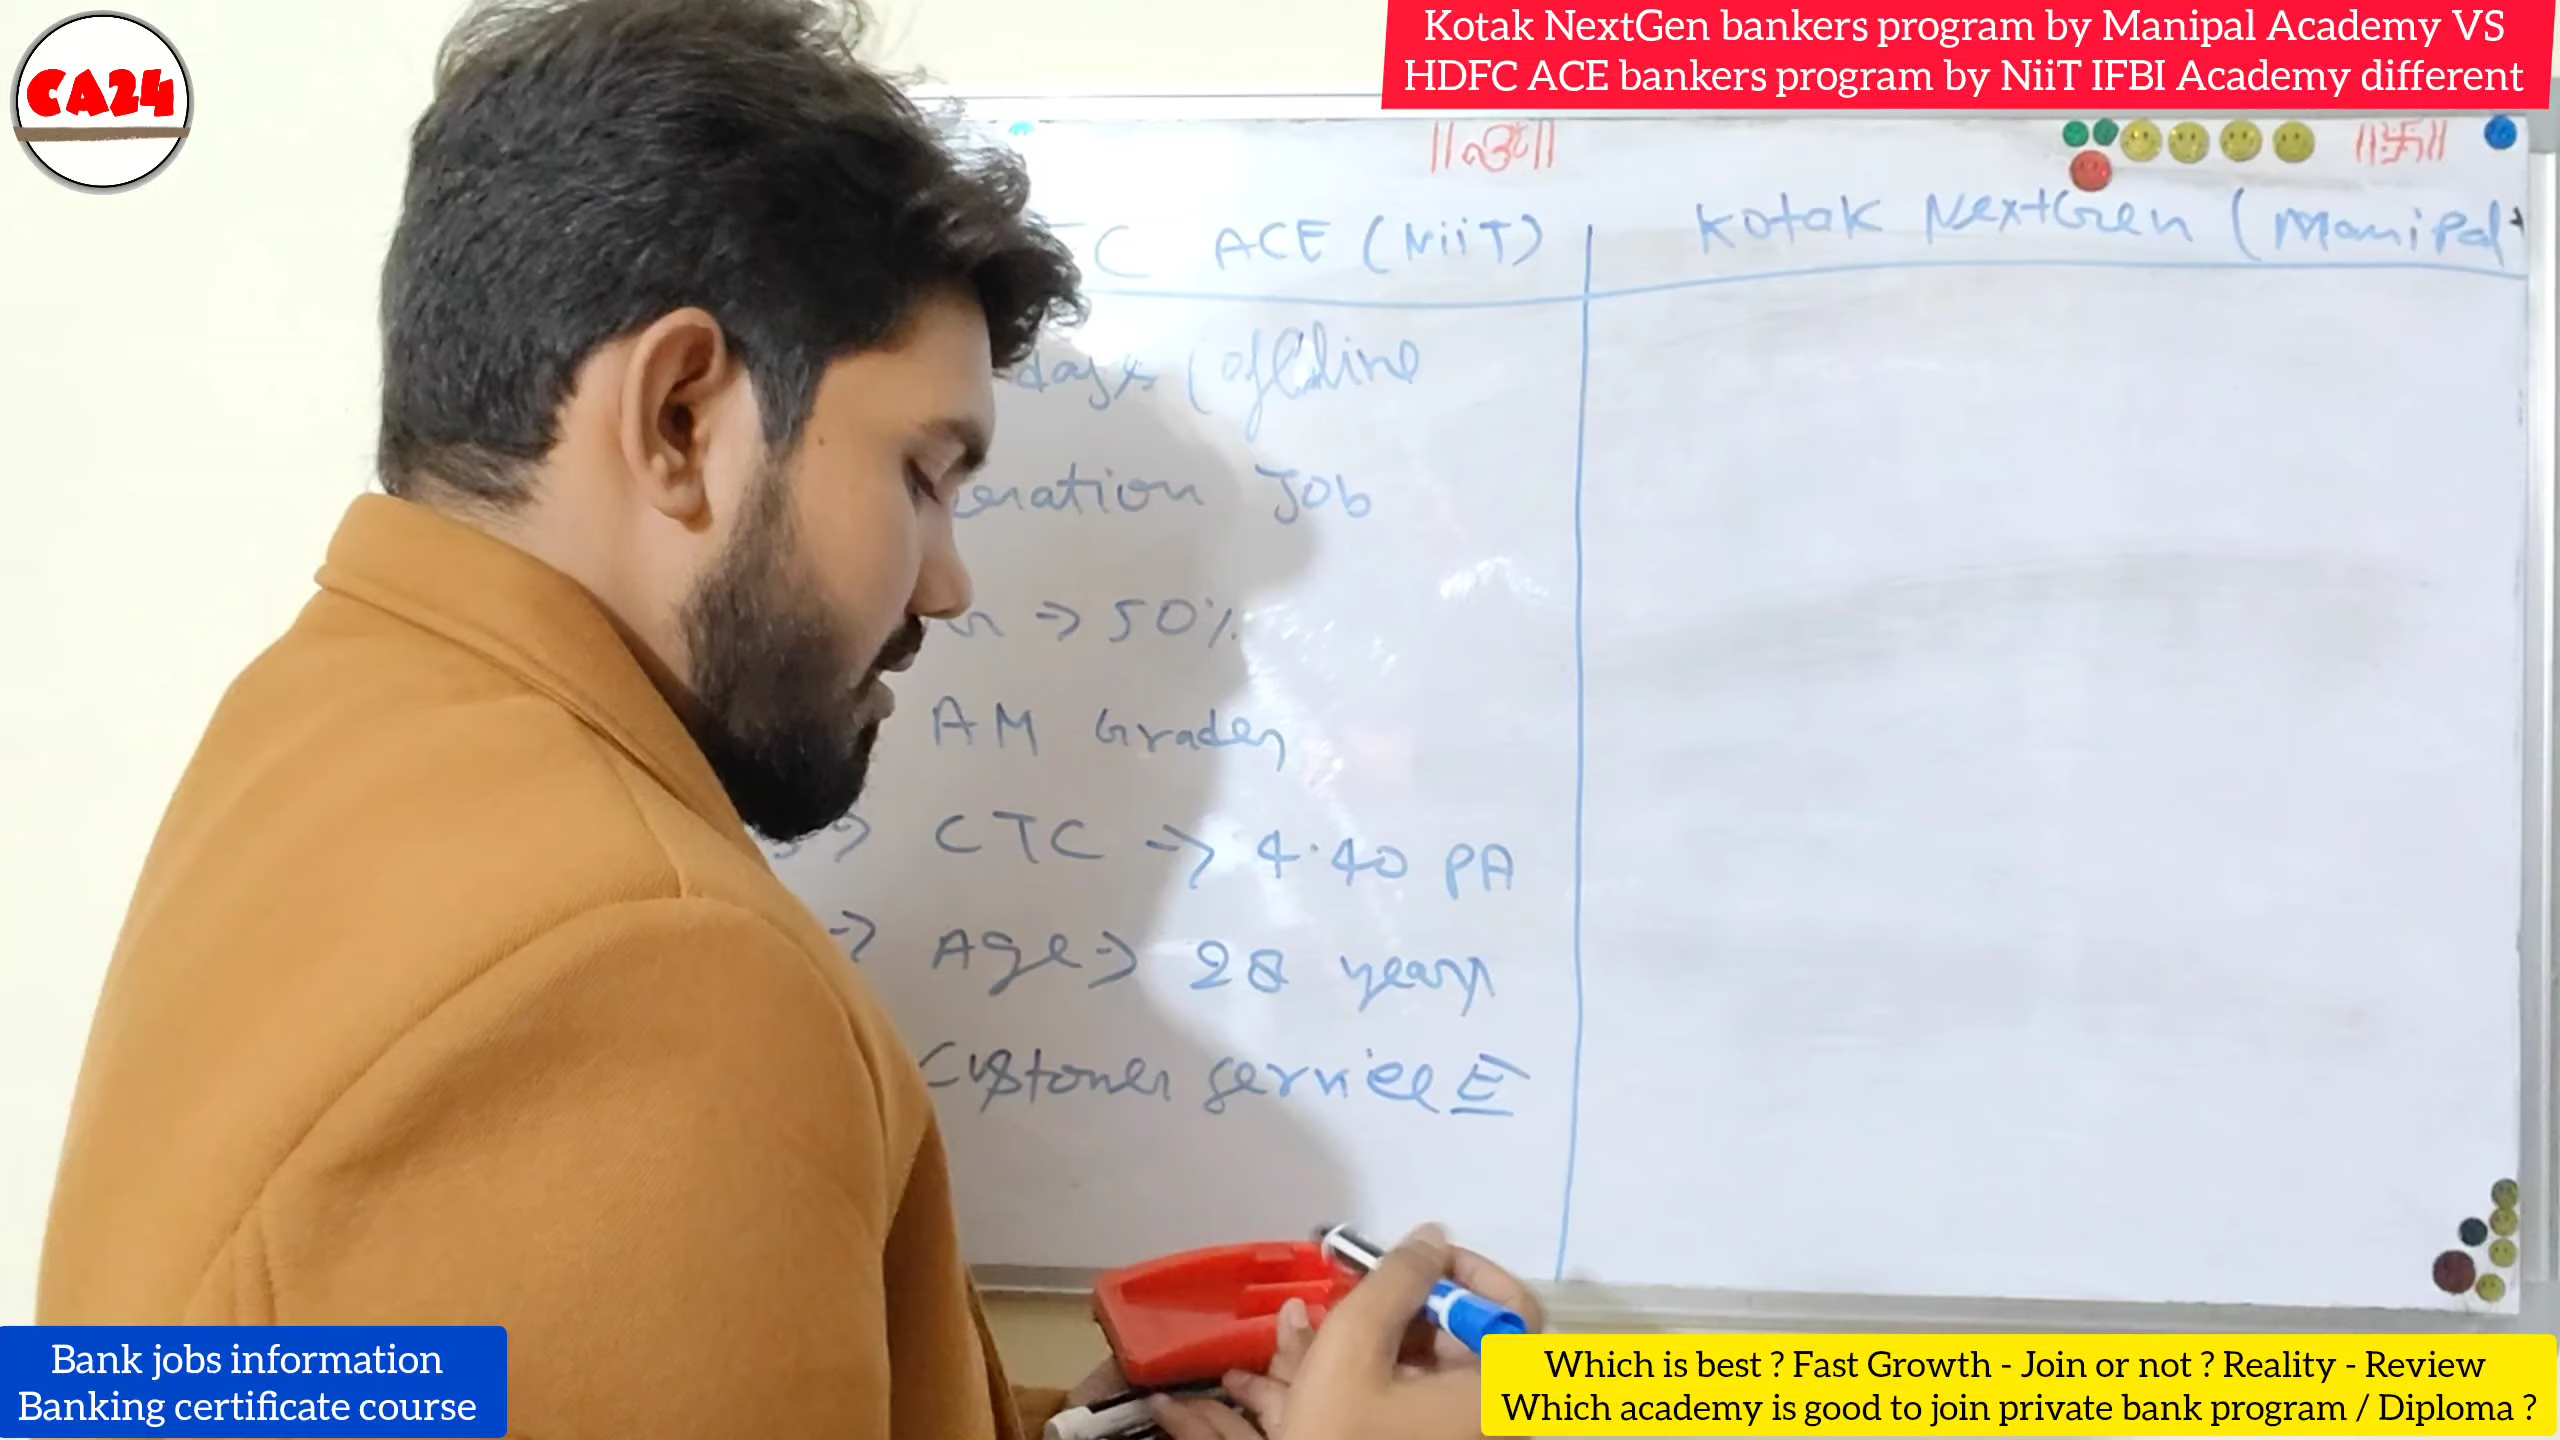 CA24
Kotak NextGen bankers program by Manipal Academy VS
HDFC ACE bankers program by NiiT IFBI Academy different
||ॐ||
||卐||
ACE (NiiT)
Kotak NextGen (Manipal
days (offline
Job
→ 50%
AM Grades
→ CTC → 4.40 PA
→ Age → 28 years
Customer service E
Bank jobs information
Banking certificate course
Which is best ? Fast Growth - Join or not ? Reality - Review
Which academy is good to join private bank program / Diploma ?